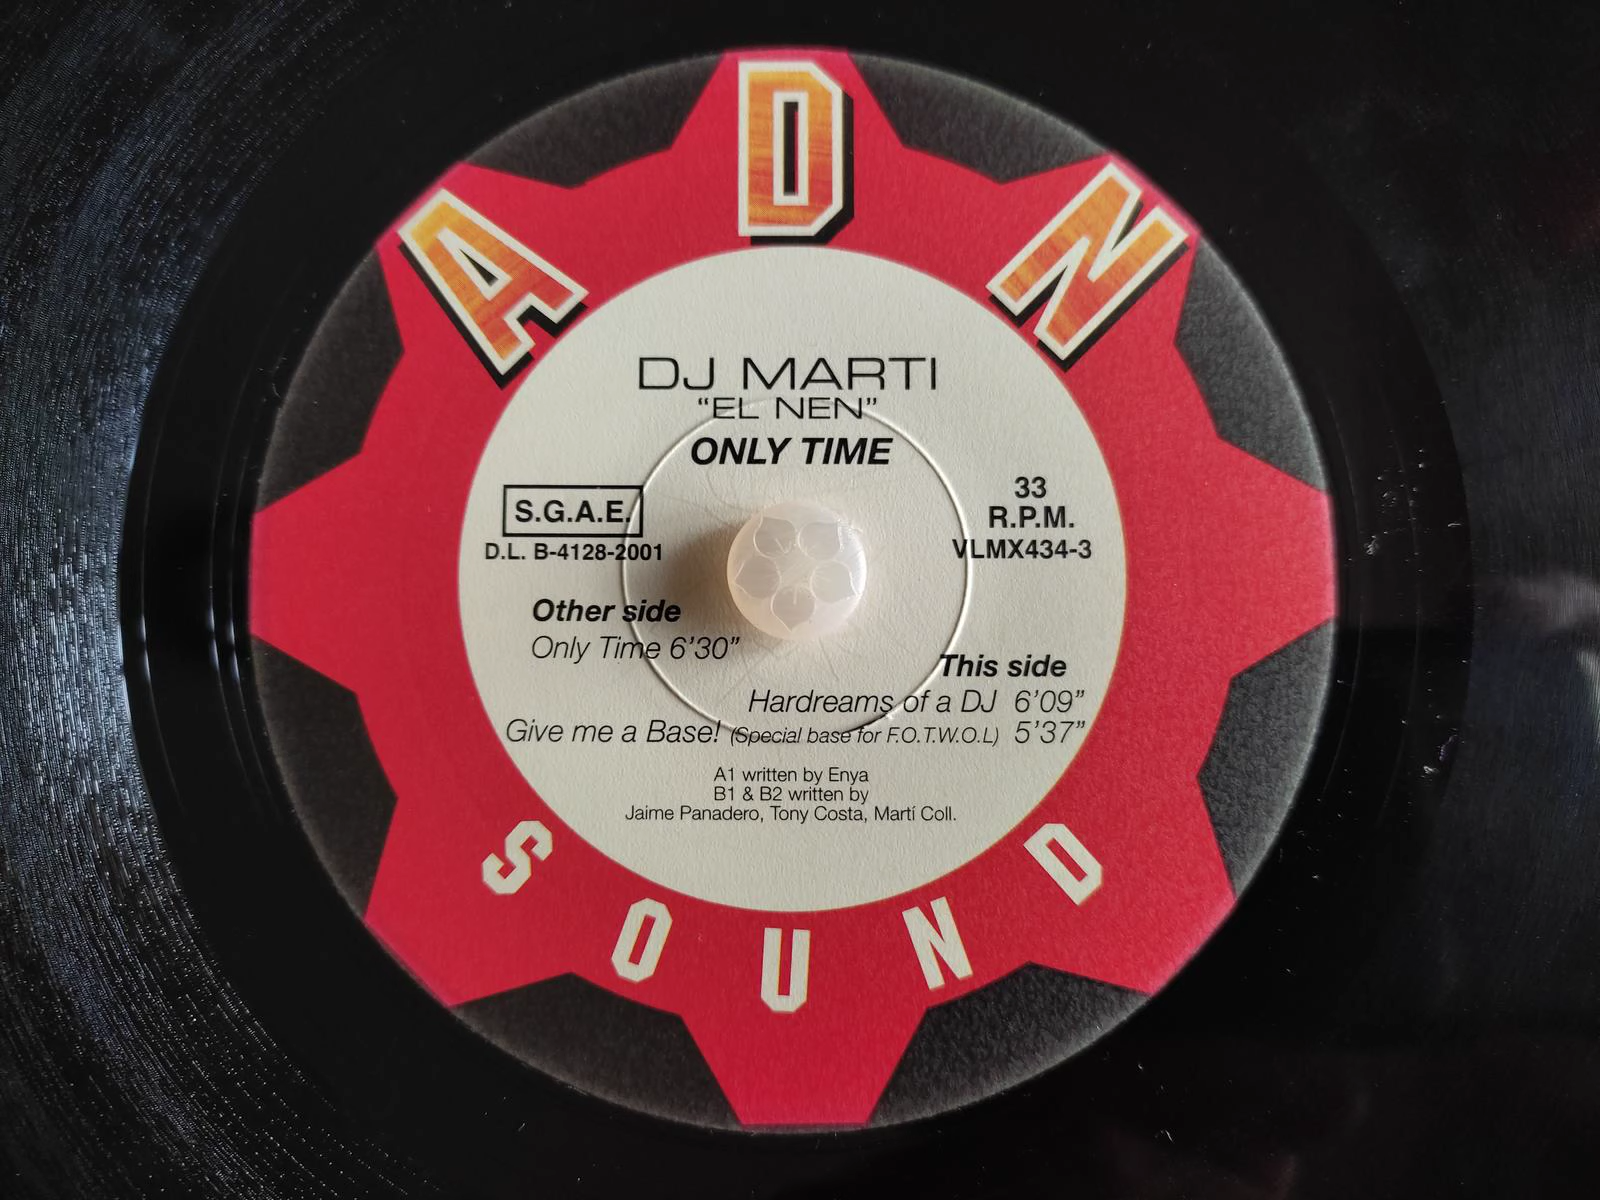 ADN
DJ MARTI
“EL NEN”
ONLY TIME
S.G.A.E.
D.L. B-4128-2001
33
R.P.M.
VLMX434-3
Other side
Only Time 6’30”
This side
Hardreams of a DJ 6’09”
Give me a Base! (Special base for F.O.T.W.O.L) 5’37”
A1 written by Enya
B1 & B2 written by
Jaime Panadero, Tony Costa, Martí Coll.
SOUND